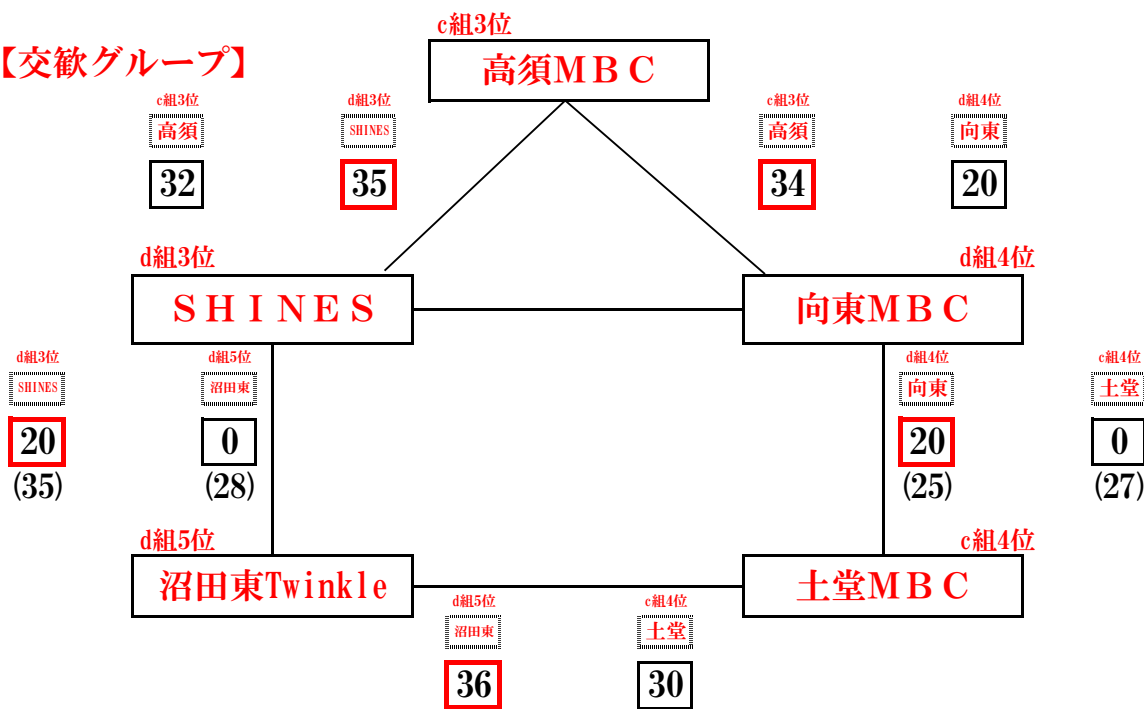 c組3位
【交歓グループ】
高須MBC
c組3位 d組3位 c組3位 d組4位
高須 SHINES 高須 向東
32 35 34 20
d組3位 d組4位
SHINES 向東MBC
d組3位 d組5位 d組4位 c組4位
SHINES 沼田東 向東 土堂
20 0 20 0
(35) (28) (25) (27)
d組5位 c組4位
沼田東Twinkle 土堂MBC
d組5位 c組4位
沼田東 土堂
36 30